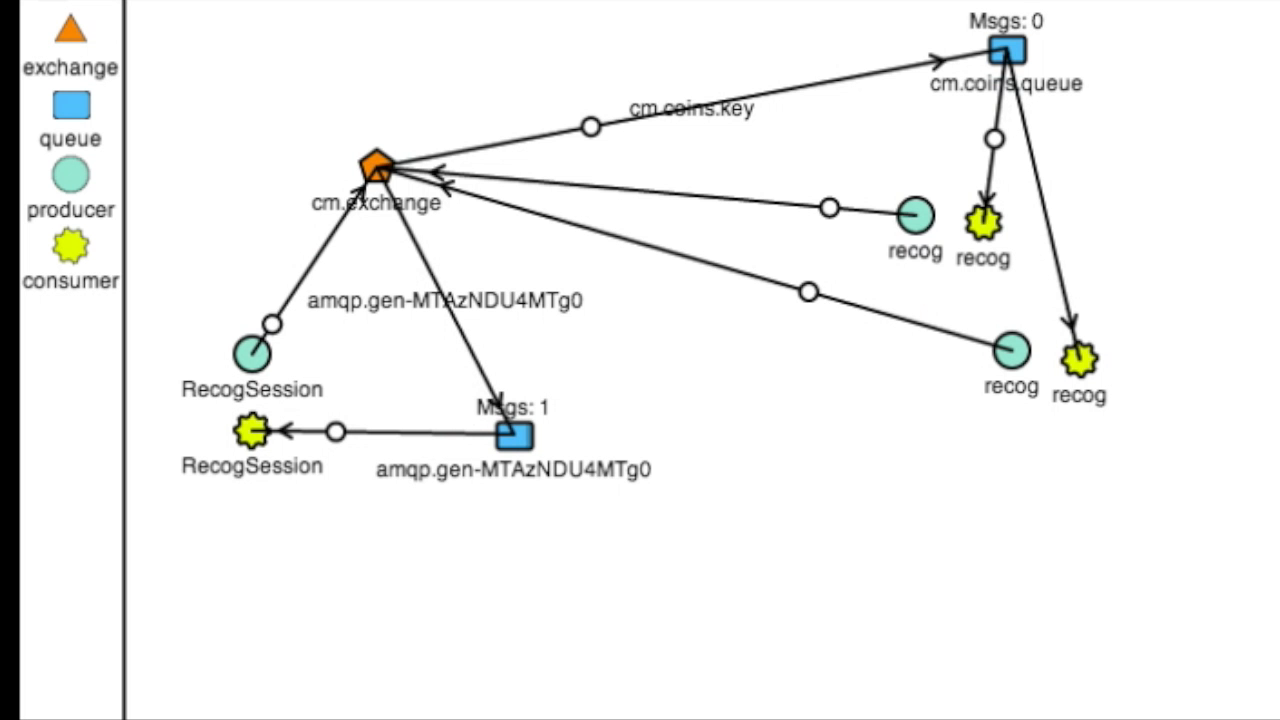 exchange
queue
producer
consumer
Msgs: 0
cm.coins.queue
cm.coins.key
cm.exchange
recog
recog
amqp.gen-MTAzNDU4MTg0
recog
recog
RecogSession
Msgs: 1
RecogSession
amqp.gen-MTAzNDU4MTg0